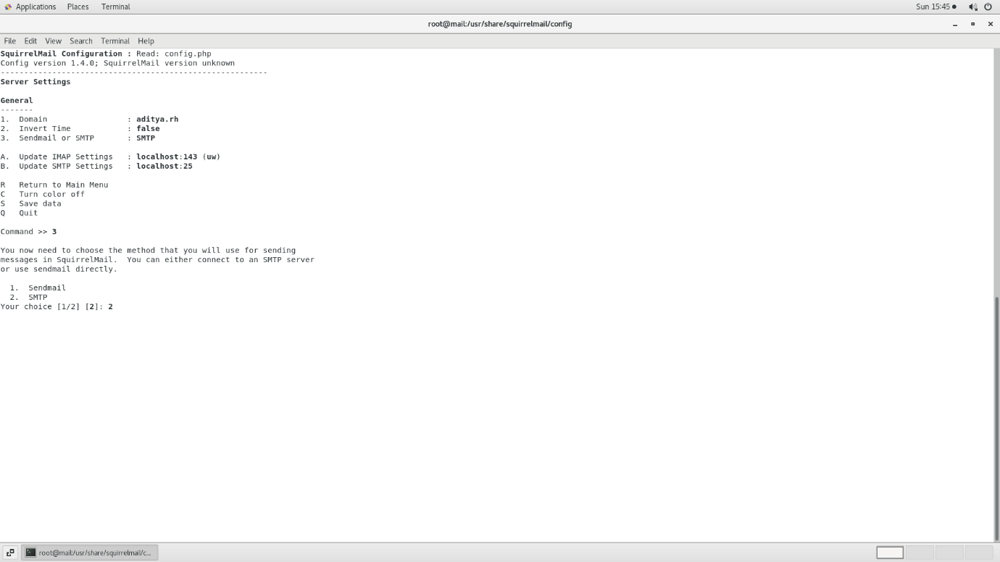 Applications Places Terminal Sun 15:45
root@mail:/usr/share/squirrelmail/config
File Edit View Search Terminal Help
SquirrelMail Configuration : Read: config.php
Config version 1.4.0; SquirrelMail version unknown
---------------------------------------------------------
Server Settings
General
-------
1.  Domain                 : aditya.rh
2.  Invert Time            : false
3.  Sendmail or SMTP       : SMTP
A.  Update IMAP Settings   : localhost:143 (uw)
B.  Update SMTP Settings   : localhost:25
R   Return to Main Menu
C   Turn color off
S   Save data
Q   Quit
Command >> 3
You now need to choose the method that you will use for sending
messages in SquirrelMail.  You can either connect to an SMTP server
or use sendmail directly.
1.  Sendmail
2.  SMTP
Your choice [1/2] [2]: 2
root@mail:/usr/share/squirrelmail/c...